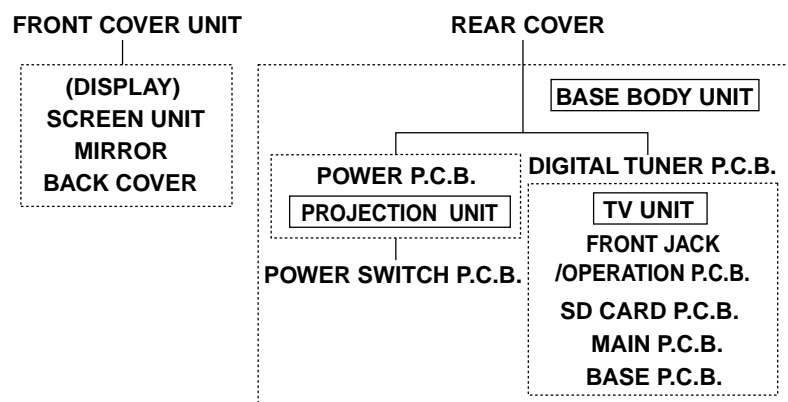 FRONT COVER UNIT
(DISPLAY)
SCREEN UNIT
MIRROR
BACK COVER
REAR COVER
BASE BODY UNIT
POWER P.C.B.
PROJECTION UNIT
POWER SWITCH P.C.B.
DIGITAL TUNER P.C.B.
TV UNIT
FRONT JACK
/OPERATION P.C.B.
SD CARD P.C.B.
MAIN P.C.B.
BASE P.C.B.